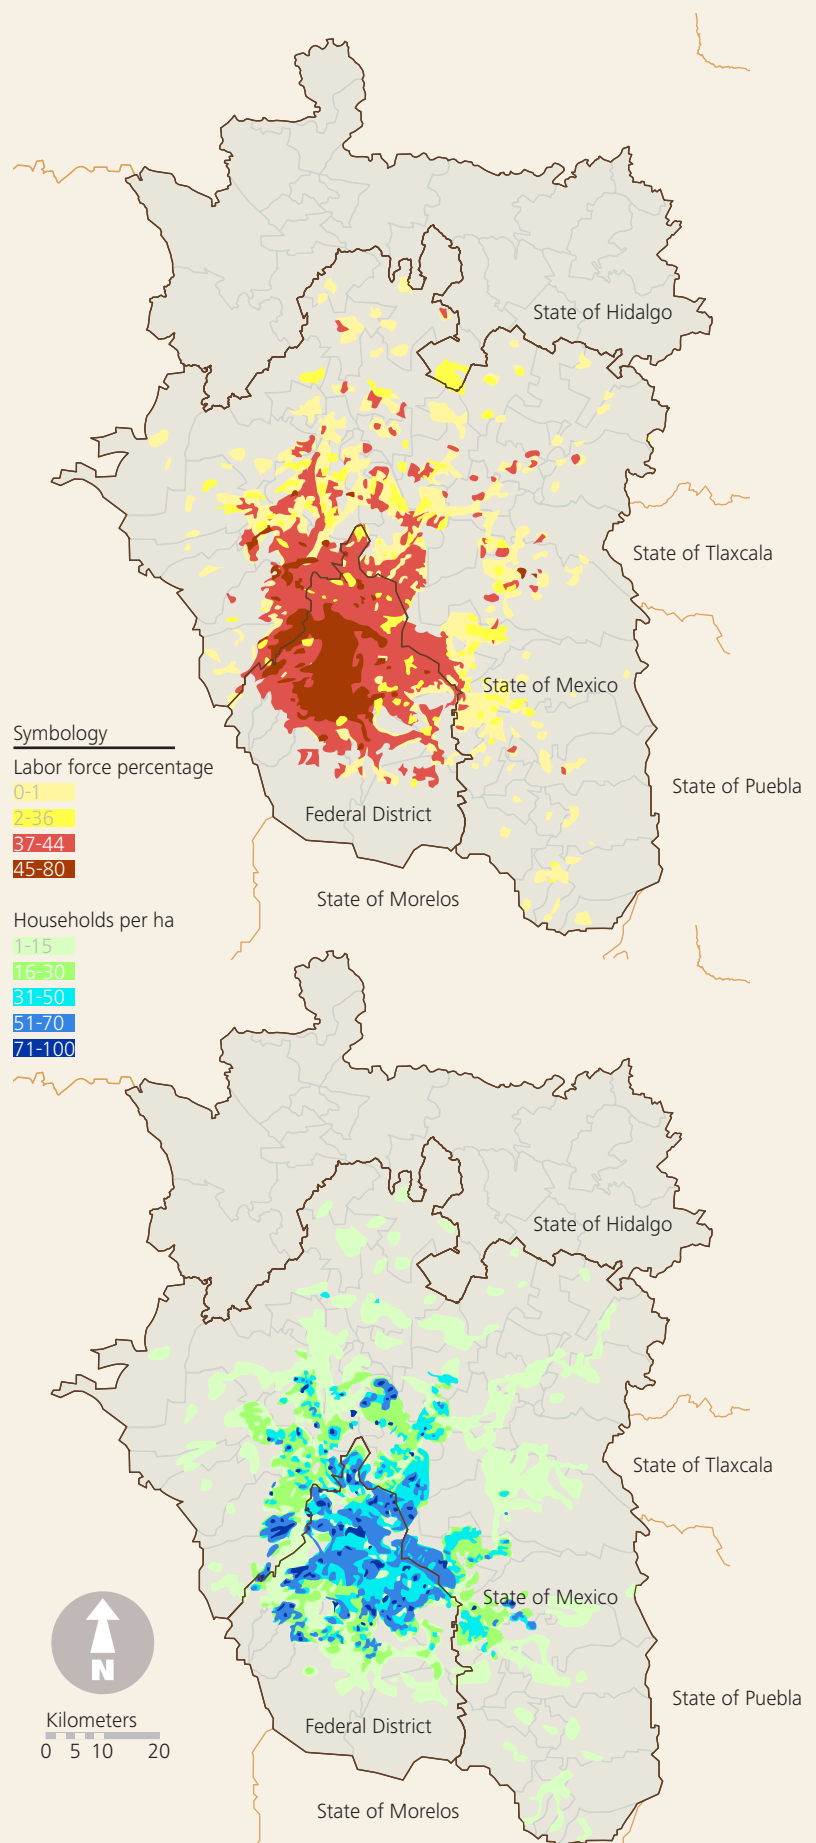 State of Hidalgo
State of Tlaxcala
State of Mexico
Symbology
Labor force percentage
0-1
2-36
37-44
45-80
State of Puebla
Federal District
State of Morelos
Households per ha
1-15
16-30
31-50
51-70
71-100
State of Hidalgo
State of Tlaxcala
State of Mexico
N
State of Puebla
Kilometers
0 5 10 20
Federal District
State of Morelos